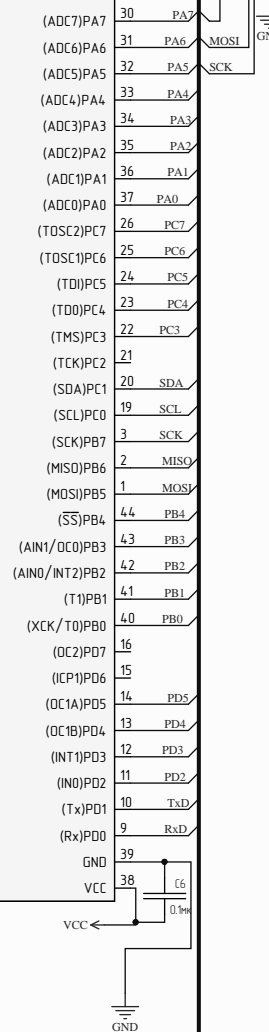 (ADC7)PA7 30 PA7
(ADC6)PA6 31 PA6 MOSI
GN
(ADC5)PA5 32 PA5 SCK
(ADC4)PA4 33 PA4
(ADC3)PA3 34 PA3
(ADC2)PA2 35 PA2
(ADC1)PA1 36 PA1
(ADC0)PA0 37 PA0
(TOSC2)PC7 26 PC7
(TOSC1)PC6 25 PC6
(TDI)PC5 24 PC5
(TDO)PC4 23 PC4
(TMS)PC3 22 PC3
(TCK)PC2 21
(SDA)PC1 20 SDA
(SCL)PC0 19 SCL
(SCK)PB7 3 SCK
(MISO)PB6 2 MISO
(MOSI)PB5 1 MOSI
(SS)PB4 44 PB4
(AIN1/OC0)PB3 43 PB3
(AIN0/INT2)PB2 42 PB2
(T1)PB1 41 PB1
(XCK/T0)PB0 40 PB0
(OC2)PD7 16
(ICP1)PD6 15
(OC1A)PD5 14 PD5
(OC1B)PD4 13 PD4
(INT1)PD3 12 PD3
(IN0)PD2 11 PD2
(Tx)PD1 10 TxD
(Rx)PD0 9 RxD
GND 39
VCC 38
C6
0.1мк
VCC
GND